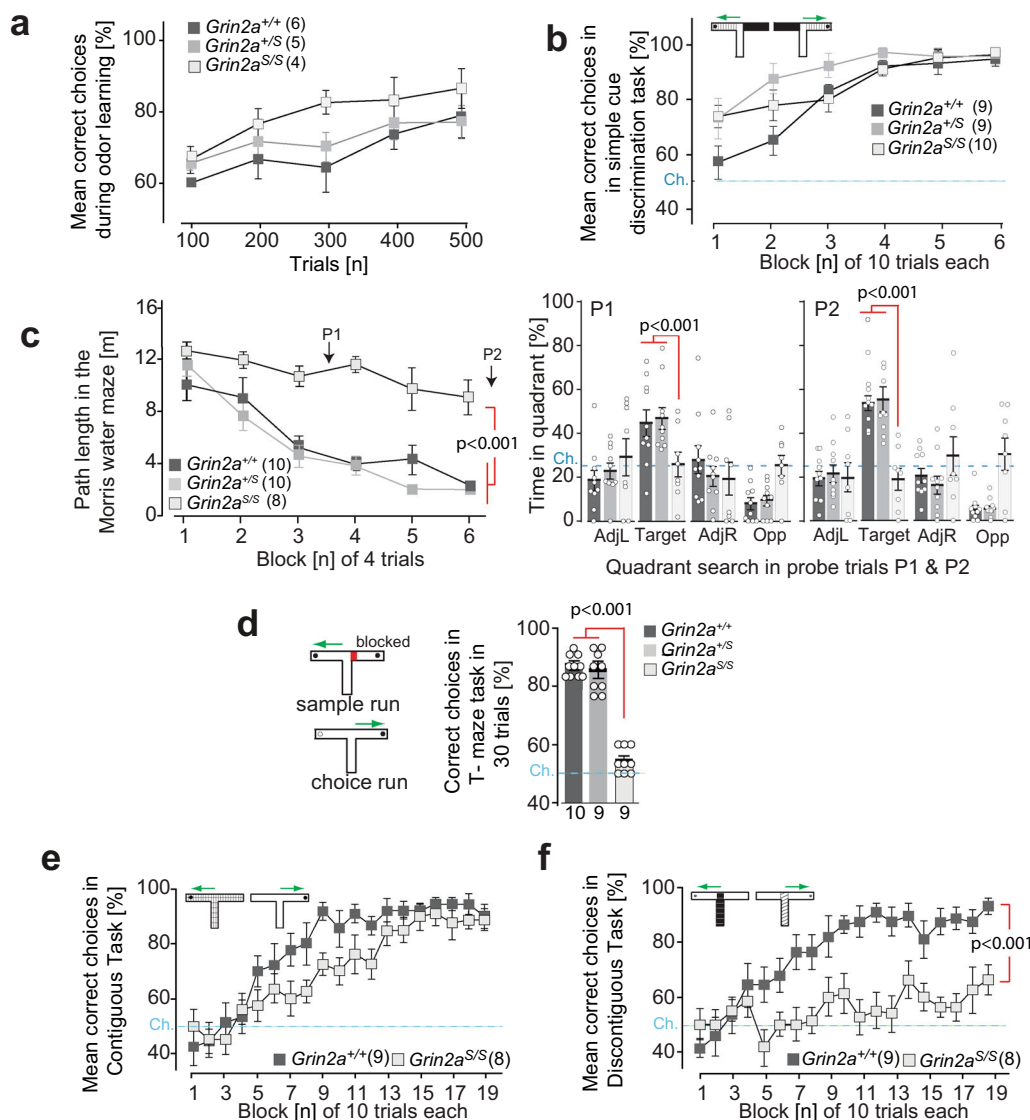 a
Mean correct choices
during odor learning [%]
Grin2a+/+ (6)
Grin2a+/S (5)
Grin2aS/S (4)
80
60
100 200 300 400 500
Trials [n]
b
Mean correct choices in
in simple cue
discrimination task [%]
100
80
60
Ch.
40
Grin2a+/+ (9)
Grin2a+/S (9)
Grin2aS/S (10)
1 2 3 4 5 6
Block [n] of 10 trials each
c
Path length in the
Morris water maze [m]
16
12
8
4
0
P1
P2
p<0.001
Grin2a+/+ (10)
Grin2a+/S (10)
Grin2aS/S (8)
1 2 3 4 5 6
Block [n] of 4 trials
Time in quadrant [%]
100
80
60
40
Ch.
20
0
P1
p<0.001
P2
p<0.001
AdjL Target AdjR Opp
AdjL Target AdjR Opp
Quadrant search in probe trials P1 & P2
d
blocked
sample run
choice run
Correct choices in
T- maze task in
30 trials [%]
100
80
60
Ch.
40
p<0.001
10 9 9
Grin2a+/+
Grin2a+/S
Grin2aS/S
e
Mean correct choices in
Contiguous Task [%]
100
80
60
Ch.
40
Grin2a+/+(9) Grin2aS/S(8)
1 3 5 7 9 11 13 15 17 19
Block [n] of 10 trials each
f
Mean correct choices in
Discontiguous Task [%]
100
80
60
Ch.
40
p<0.001
Grin2a+/+(9) Grin2aS/S(8)
1 3 5 7 9 11 13 15 17 19
Block [n] of 10 trials each